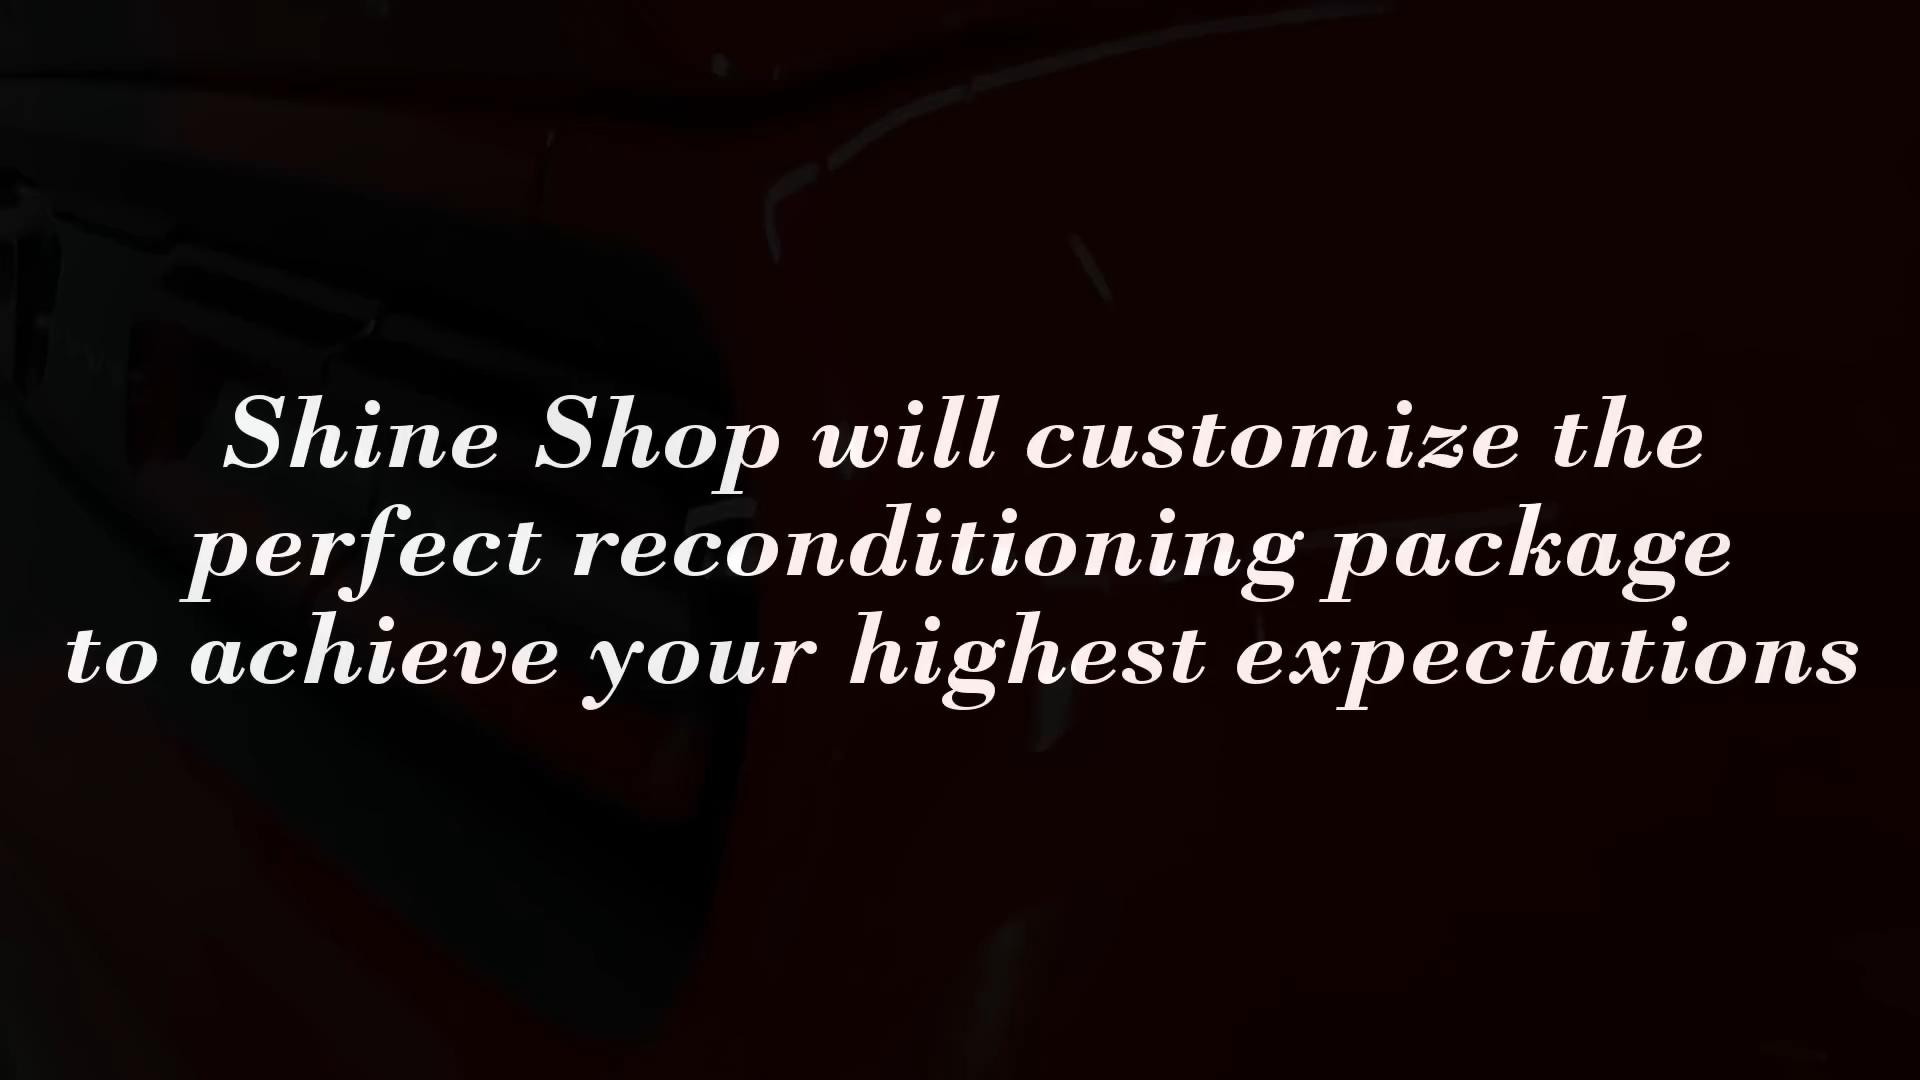 Shine Shop will customize the
perfect reconditioning package
to achieve your highest expectations